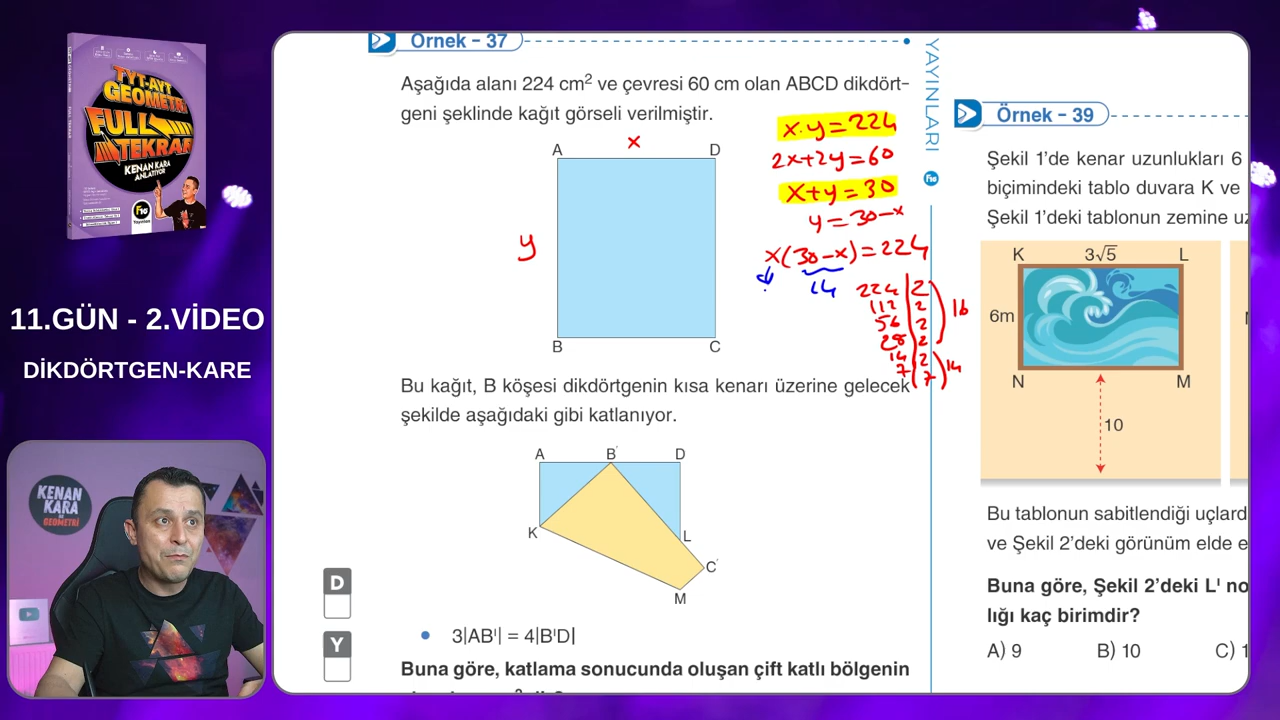 TYT-AYT
GEOMETRİ
FULL
TEKRAR
KENAN KARA
ANLATIYOR
F10
11.GÜN - 2.VİDEO
DİKDÖRTGEN-KARE
KENAN
KARA
GEOMETRİ
Örnek - 37
Aşağıda alanı 224 cm² ve çevresi 60 cm olan ABCD dikdört-
geni şeklinde kağıt görseli verilmiştir.
x
A D
y
B C
x.y=224
2x+2y=60
x+y=30
y=30-x
x(30-x)=224
14
224 2
112 2
56 2
28 2
14 2
7 7
16
14
Bu kağıt, B köşesi dikdörtgenin kısa kenarı üzerine gelecek
şekilde aşağıdaki gibi katlanıyor.
A B' D
K L
C'
M
3|AB'| = 4|B'D|
Buna göre, katlama sonucunda oluşan çift katlı bölgenin
D
Y
YAYINLARI
F10
Örnek - 39
Şekil 1'de kenar uzunlukları 6
biçimindeki tablo duvara K ve
Şekil 1'deki tablonun zemine uz
K 3√5 L
6m
N M
10
Bu tablonun sabitlendiği uçlard
ve Şekil 2'deki görünüm elde e
Buna göre, Şekil 2'deki L' no
lığı kaç birimdir?
A) 9 B) 10 C) 1